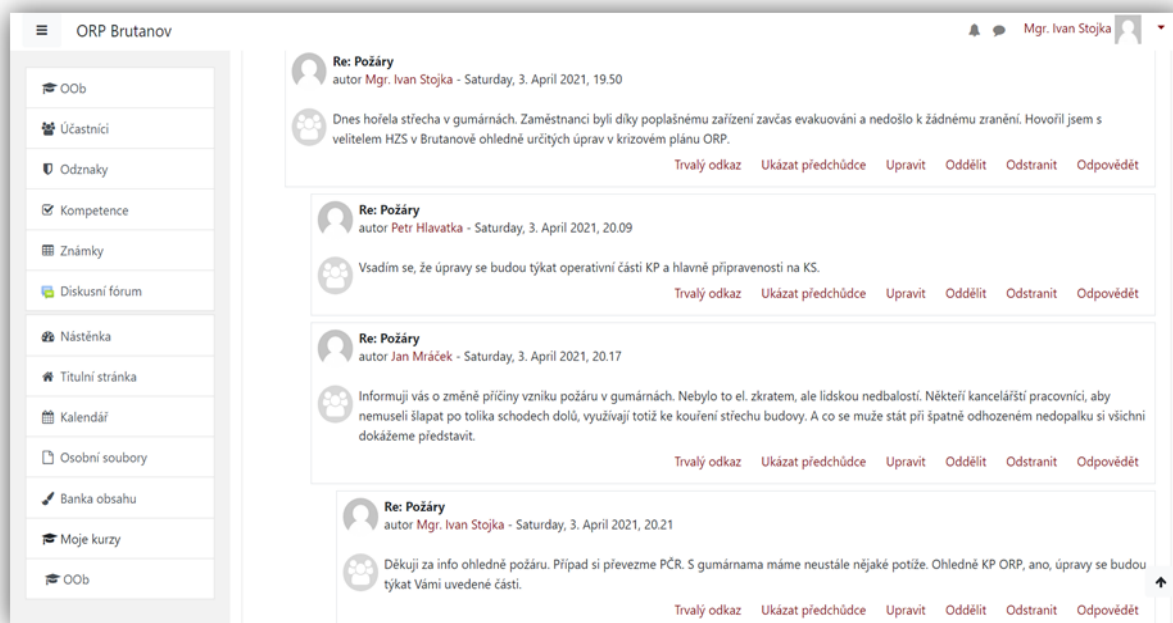 ORP Brutanov
Mgr. Ivan Stojka
OOb
Účastníci
Odznaky
Kompetence
Známky
Diskusní fórum
Nástěnka
Titulní stránka
Kalendář
Osobní soubory
Banka obsahu
Moje kurzy
OOb
Re: Požáry
autor Mgr. Ivan Stojka - Saturday, 3. April 2021, 19.50
Dnes hořela střecha v gumárnách. Zaměstnanci byli díky poplašnému zařízení zavčas evakuováni a nedošlo k žádnému zranění. Hovořil jsem s
velitelem HZS v Brutanově ohledně určitých úprav v krizovém plánu ORP.
Trvalý odkaz Ukázat předchůdce Upravit Oddělit Odstranit Odpovědět
Re: Požáry
autor Petr Hlavatka - Saturday, 3. April 2021, 20.09
Vsadím se, že úpravy se budou týkat operativní části KP a hlavně připravenosti na KS.
Trvalý odkaz Ukázat předchůdce Upravit Oddělit Odstranit Odpovědět
Re: Požáry
autor Jan Mráček - Saturday, 3. April 2021, 20.17
Informuji vás o změně příčiny vzniku požáru v gumárnách. Nebylo to el. zkratem, ale lidskou nedbalostí. Někteří kancelářští pracovníci, aby
nemuseli šlapat po tolika schodech dolů, využívají totiž ke kouření střechu budovy. A co se muže stát při špatně odhozeném nedopalku si všichni
dokážeme představit.
Trvalý odkaz Ukázat předchůdce Upravit Oddělit Odstranit Odpovědět
Re: Požáry
autor Mgr. Ivan Stojka - Saturday, 3. April 2021, 20.21
Děkuji za info ohledně požáru. Případ si převezme PČR. S gumárnama máme neustále nějaké potíže. Ohledně KP ORP, ano, úpravy se budou
týkat Vámi uvedené části.
Trvalý odkaz Ukázat předchůdce Upravit Oddělit Odstranit Odpovědět